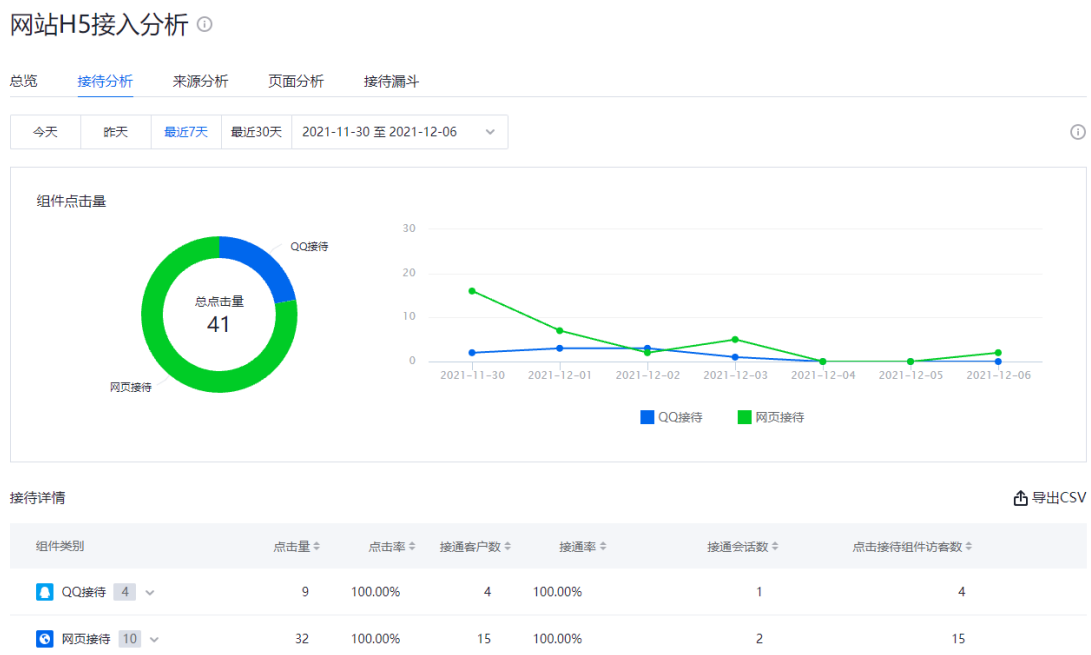 网站H5接入分析
总览 接待分析 来源分析 页面分析 接待漏斗
今天 昨天 最近7天 最近30天 2021-11-30 至 2021-12-06
组件点击量
QQ接待
总点击量
41
网页接待
30
20
10
0
2021-11-30 2021-12-01 2021-12-02 2021-12-03 2021-12-04 2021-12-05 2021-12-06
QQ接待 网页接待
接待详情 导出CSV
组件类别 点击量 点击率 接通客户数 接通率 接通会话数 点击接待组件访客数
QQ接待 4 9 100.00% 4 100.00% 1 4
网页接待 10 32 100.00% 15 100.00% 2 15